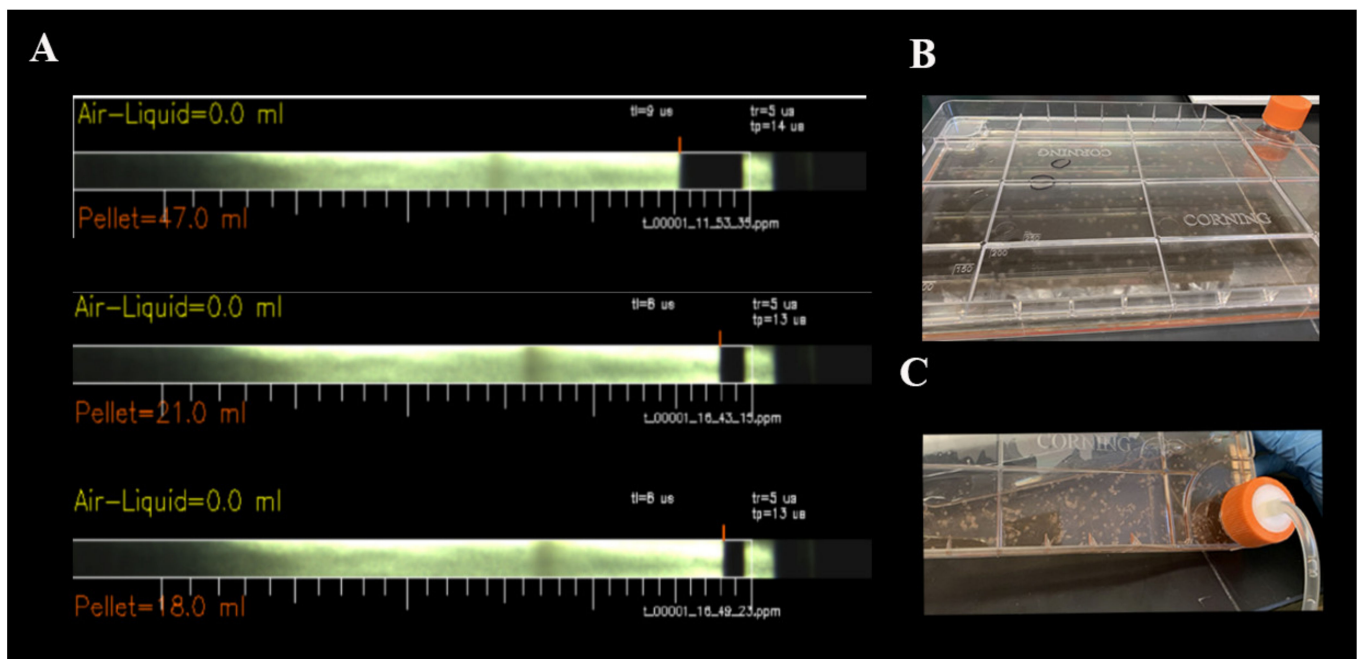 A
Air-Liquid=0.0 ml
tl=9 us
tr=5 us
tp=14 us
Pellet=47.0 ml
t_00001_11_53_35.ppm
Air-Liquid=0.0 ml
tl=8 us
tr=5 us
tp=13 us
Pellet=21.0 ml
t_00001_16_43_15.ppm
Air-Liquid=0.0 ml
tl=8 us
tr=5 us
tp=13 us
Pellet=18.0 ml
t_00001_16_49_23.ppm
B
CORNING
CORNING
200
150
C
CORNING